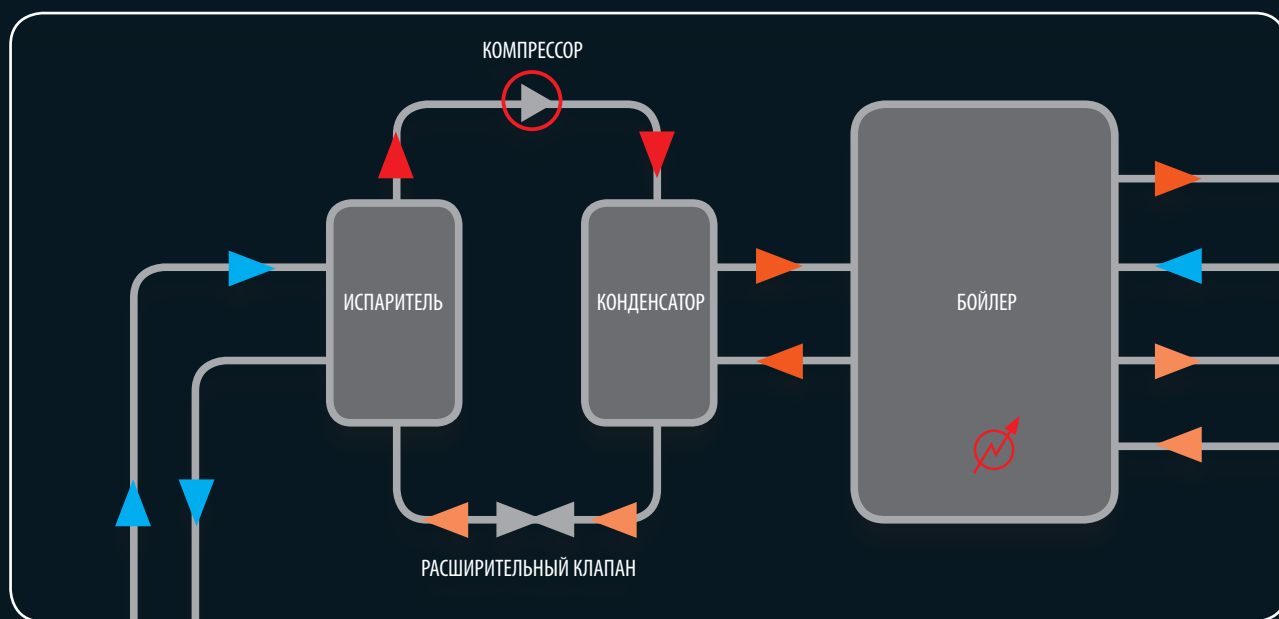 КОМПРЕССОР
ИСПАРИТЕЛЬ
КОНДЕНСАТОР
БОЙЛЕР
РАСШИРИТЕЛЬНЫЙ КЛАПАН